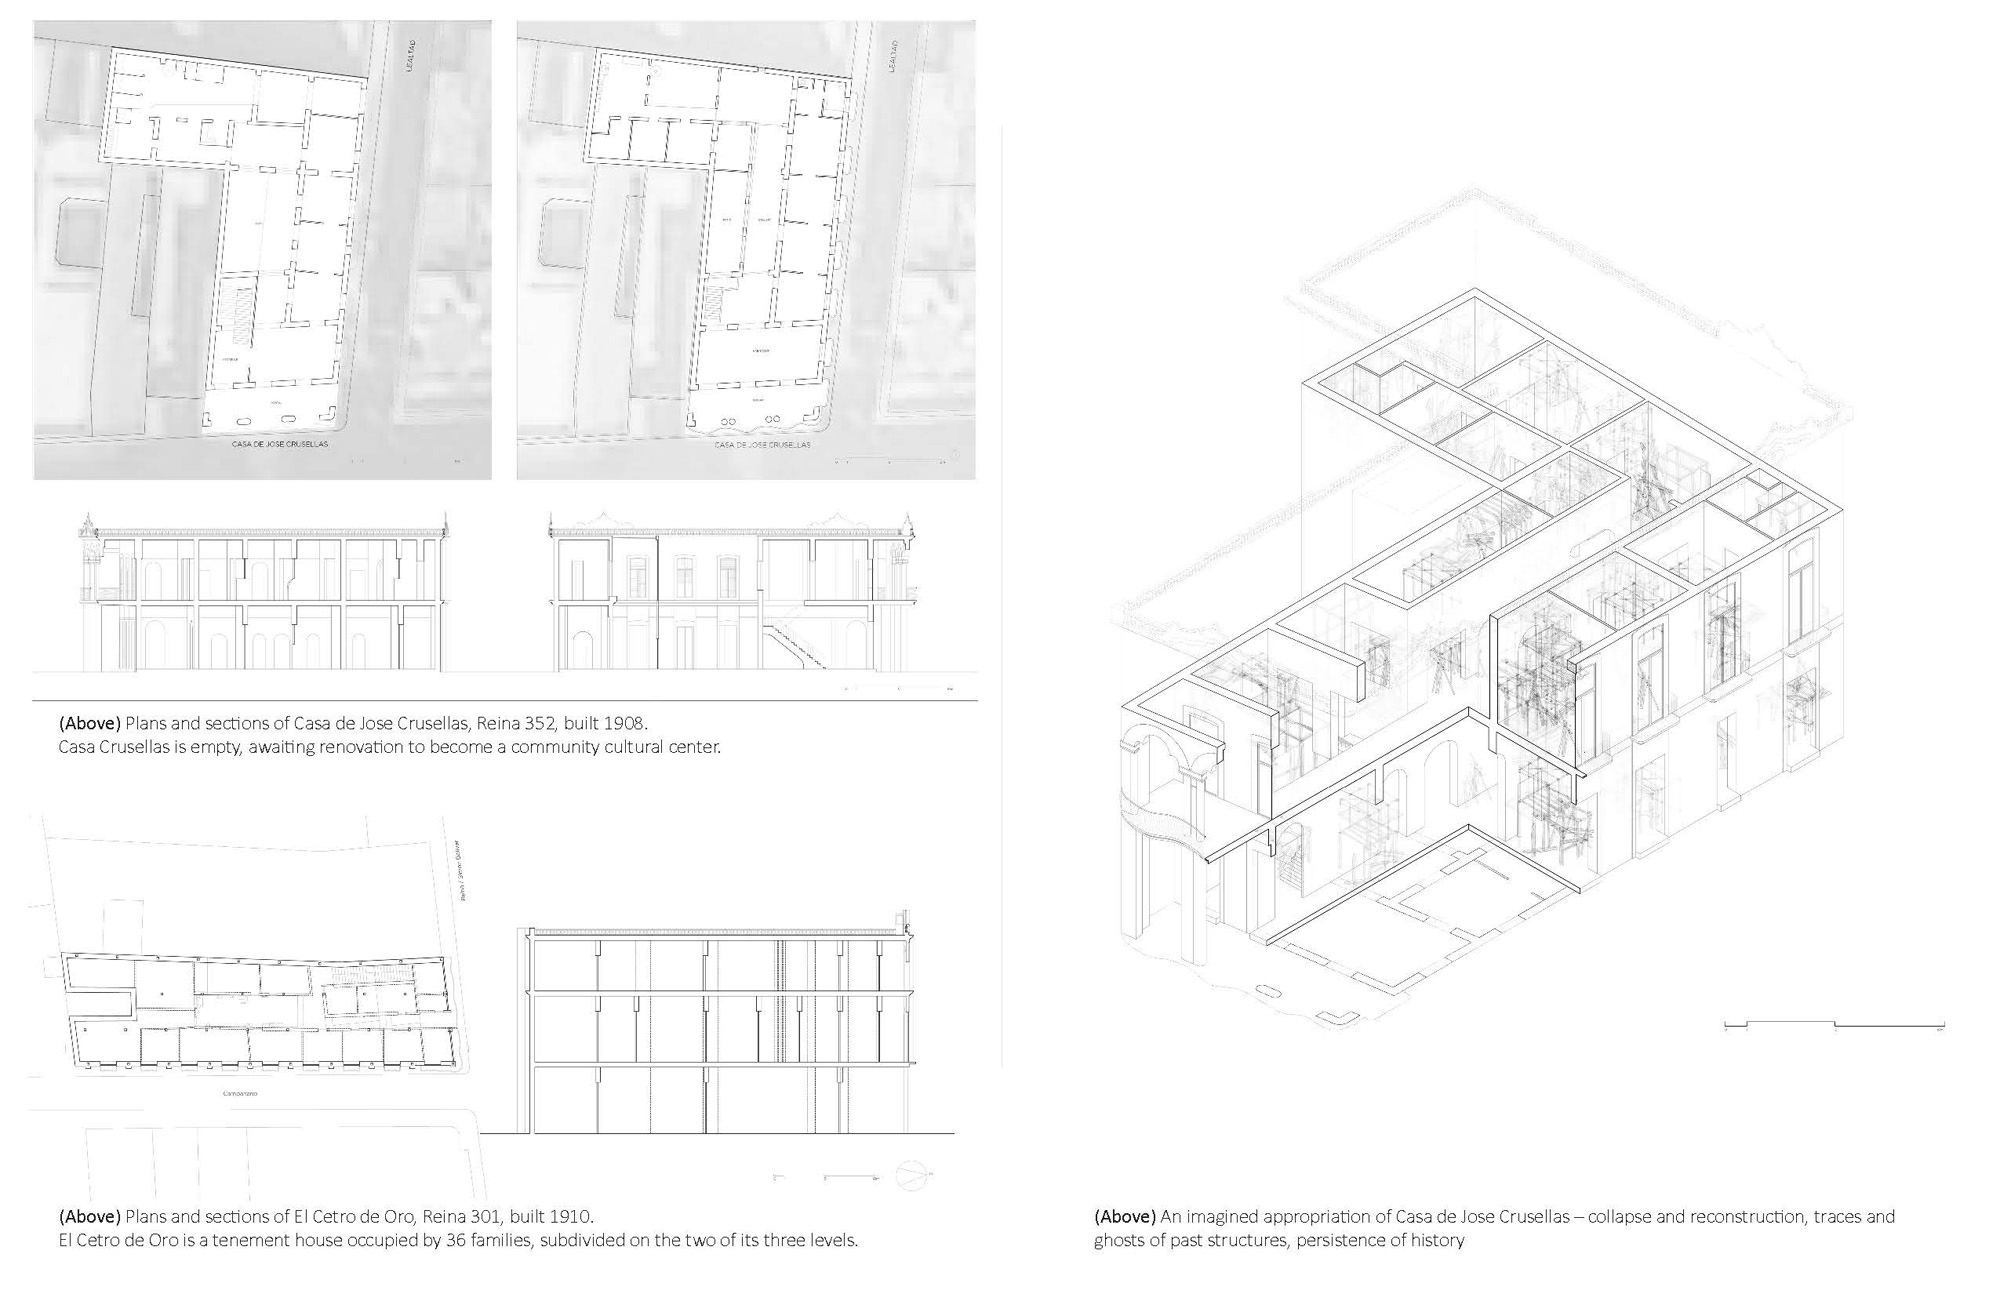 LEALTAD
CASA DE JOSE CRUSELLAS
LEALTAD
CASA DE JOSE CRUSELLAS
(Above) Plans and sections of Casa de Jose Crusellas, Reina 352, built 1908.
Casa Crusellas is empty, awaiting renovation to become a community cultural center.
Reina / Simon Bolivar
Campanario
(Above) Plans and sections of El Cetro de Oro, Reina 301, built 1910.
El Cetro de Oro is a tenement house occupied by 36 families, subdivided on the two of its three levels.
(Above) An imagined appropriation of Casa de Jose Crusellas – collapse and reconstruction, traces and
ghosts of past structures, persistence of history